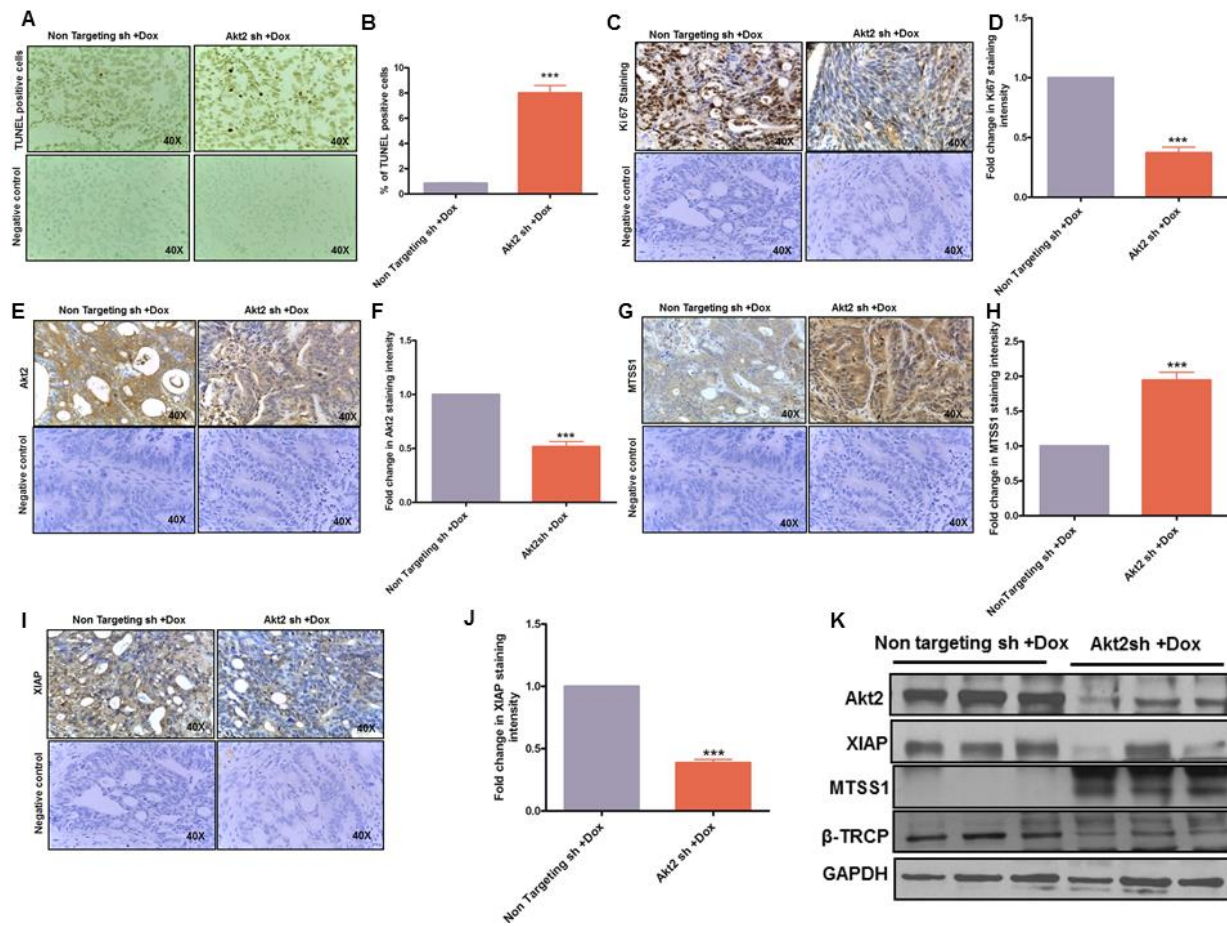 A
Non Targeting sh +Dox
Akt2 sh +Dox
TUNEL positive cells
40X
40X
Negative control
40X
40X
B
% of TUNEL positive cells
10
8
6
4
2
0
***
Non Targeting sh +Dox
Akt2 sh +Dox
C
Non Targeting sh +Dox
Akt2 sh +Dox
Ki 67 Staining
40X
40X
Negative control
40X
40X
D
Fold change in Ki67 staining
intensity
1.5
1.0
0.5
0.0
***
Non Targeting sh +Dox
Akt2 sh +Dox
E
Non Targeting sh +Dox
Akt2 sh +Dox
Akt2
40X
40X
Negative control
40X
40X
F
Fold change in Akt2 staining intensity
1.5
1.0
0.5
0.0
***
Non Targeting sh +Dox
Akt2sh +Dox
G
Non Targeting sh +Dox
Akt2 sh +Dox
MTSS1
40X
40X
Negative control
40X
40X
H
Fold change in MTSS1 staining intensity
2.5
2.0
1.5
1.0
0.5
0.0
***
NonTargeting sh +Dox
Akt2 sh +Dox
I
Non Targeting sh +Dox
Akt2 sh +Dox
XIAP
40X
40X
Negative control
40X
40X
J
Fold change in XIAP staining
intensity
1.5
1.0
0.5
0.0
***
Non Targeting sh +Dox
Akt2 sh +Dox
K
Non targeting sh +Dox
Akt2sh +Dox
Akt2
XIAP
MTSS1
β-TRCP
GAPDH